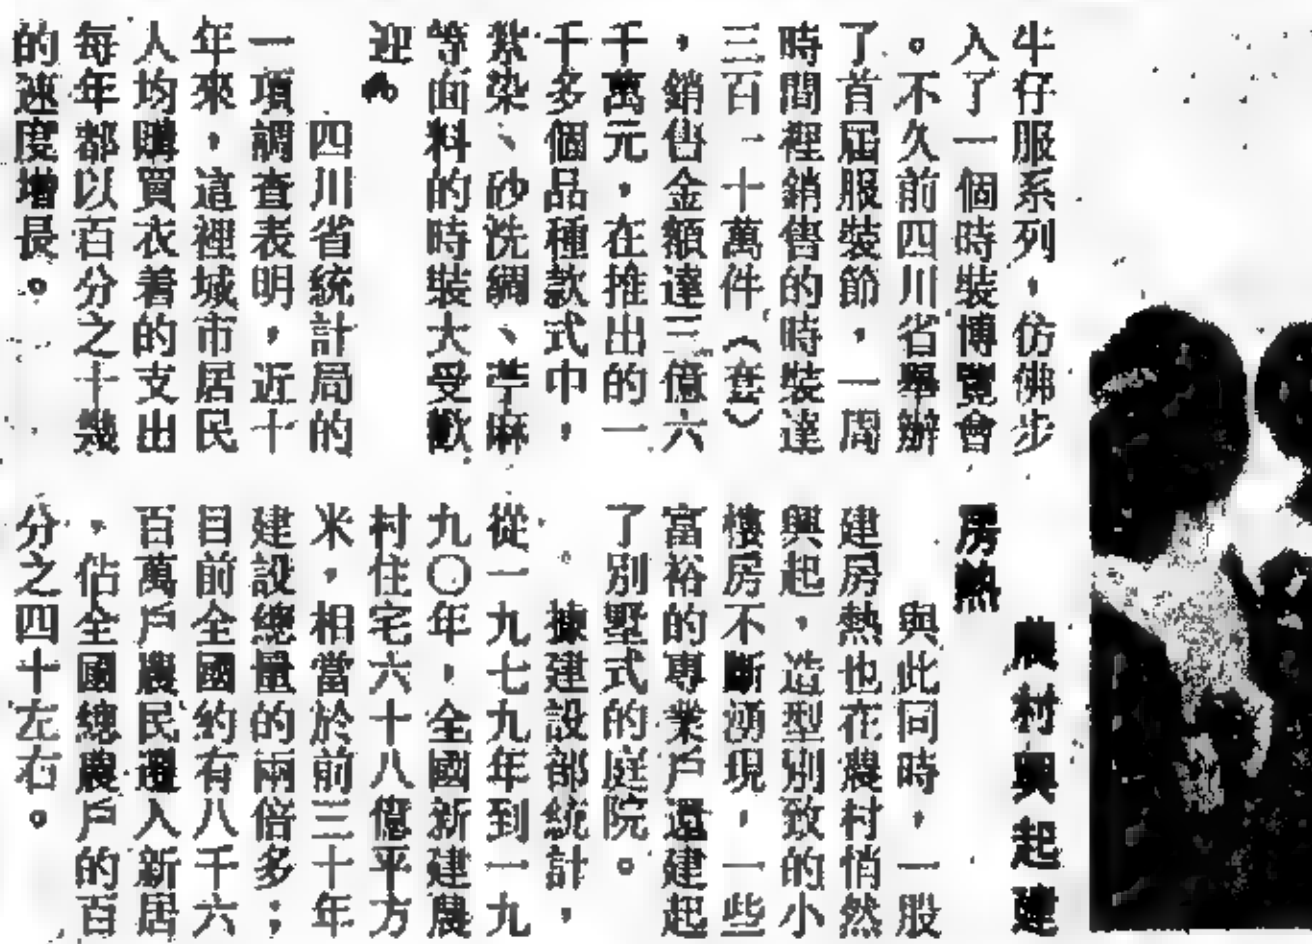 牛仔服系列，仿佛步
入了一個時裝博覽會
。不久前四川省舉辦
了首屆服裝節，一周
時間裡銷售的時裝達
三百一十萬件（套）
，銷售金額達三億六
千萬元，在推出的一
千多個品種款式中，
紮染、砂洗綢、苧麻
等面料的時裝大受歡
迎。
四川省統計局的
一項調查表明，近十
年來，這裡城市居民
人均購買衣着的支出
每年都以百分之十幾
的速度增長。
農村興起建
房熱
與此同時，一股
建房熱也在農村悄然
興起，造型別致的小
樓房不斷湧現，一些
富裕的專業戶還建起
了別墅式的庭院。
據建設部統計，
從一九七九年到一九
九〇年，全國新建農
村住宅六十八億平方
米，相當於前三十年
建設總量的兩倍多；
目前全國約有八千六
百萬戶農民遷入新居
，佔全國總農戶的百
分之四十左右。